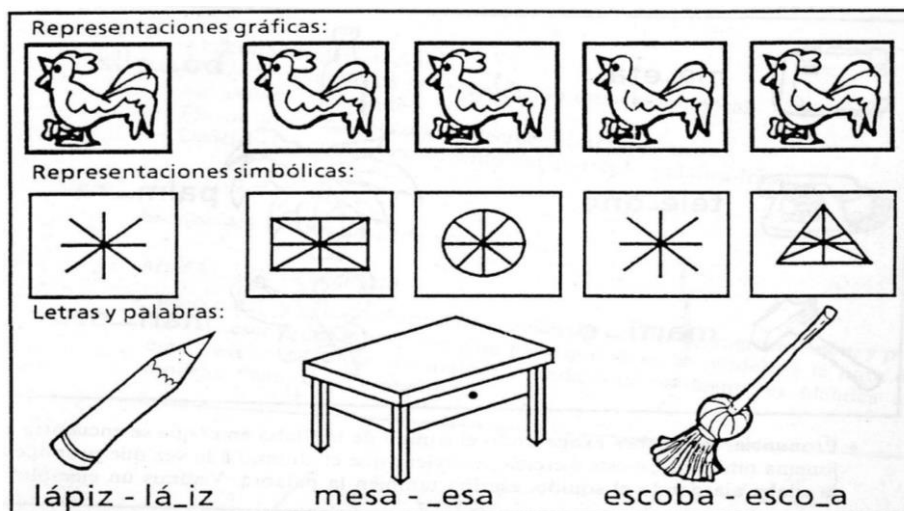 Representaciones gráficas:
Representaciones simbólicas:
Letras y palabras:
lápiz - lá_iz mesa - _esa escoba - esco_a